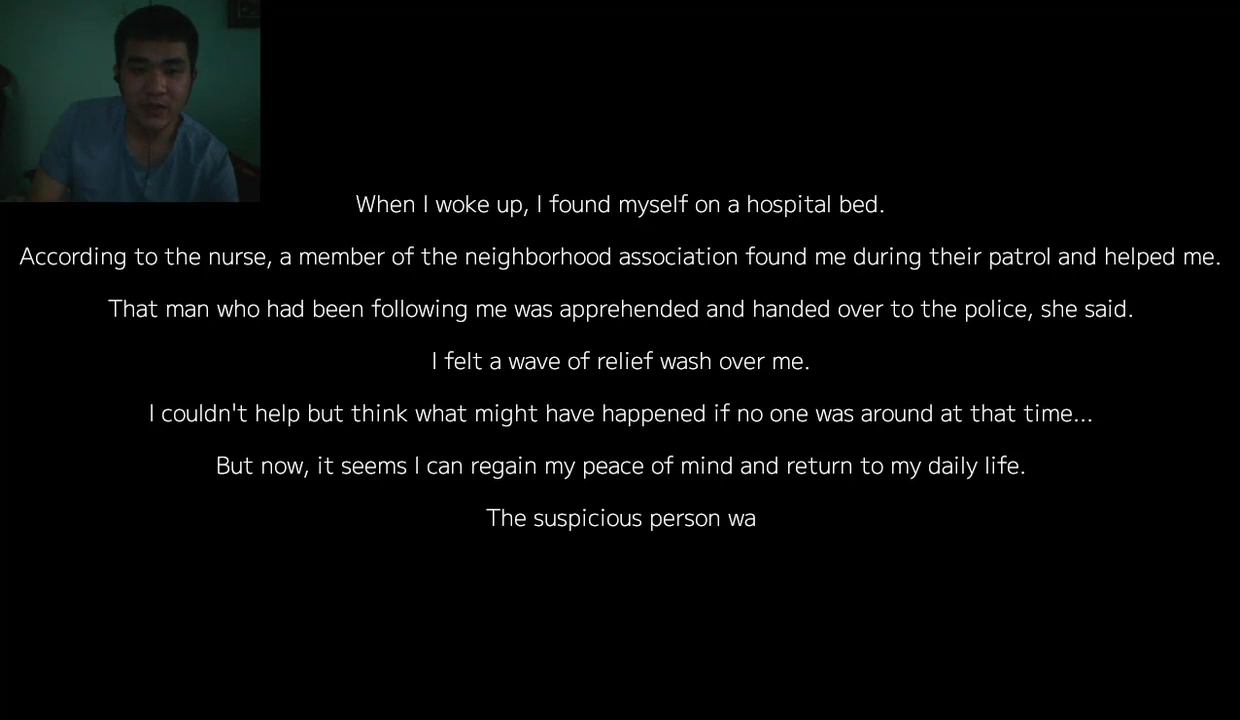 When I woke up, I found myself on a hospital bed.
According to the nurse, a member of the neighborhood association found me during their patrol and helped me.
That man who had been following me was apprehended and handed over to the police, she said.
I felt a wave of relief wash over me.
I couldn't help but think what might have happened if no one was around at that time...
But now, it seems I can regain my peace of mind and return to my daily life.
The suspicious person wa